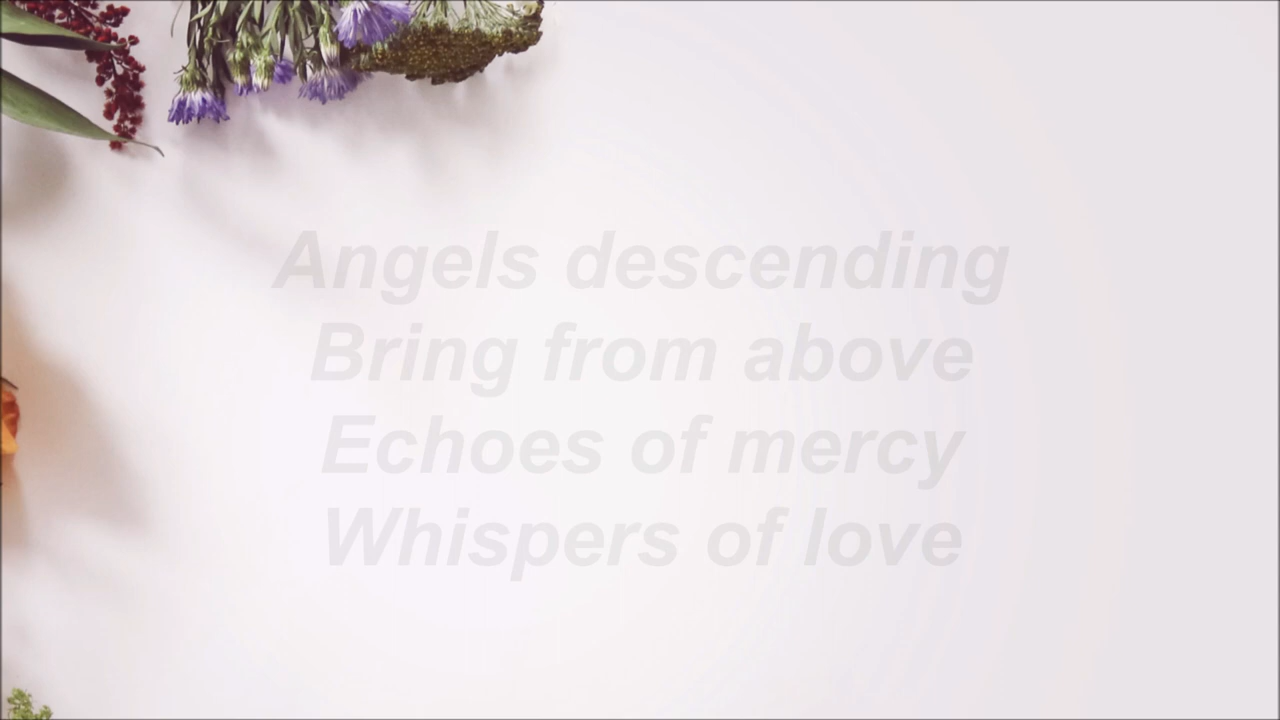 Angels descending
Bring from above
Echoes of mercy
Whispers of love